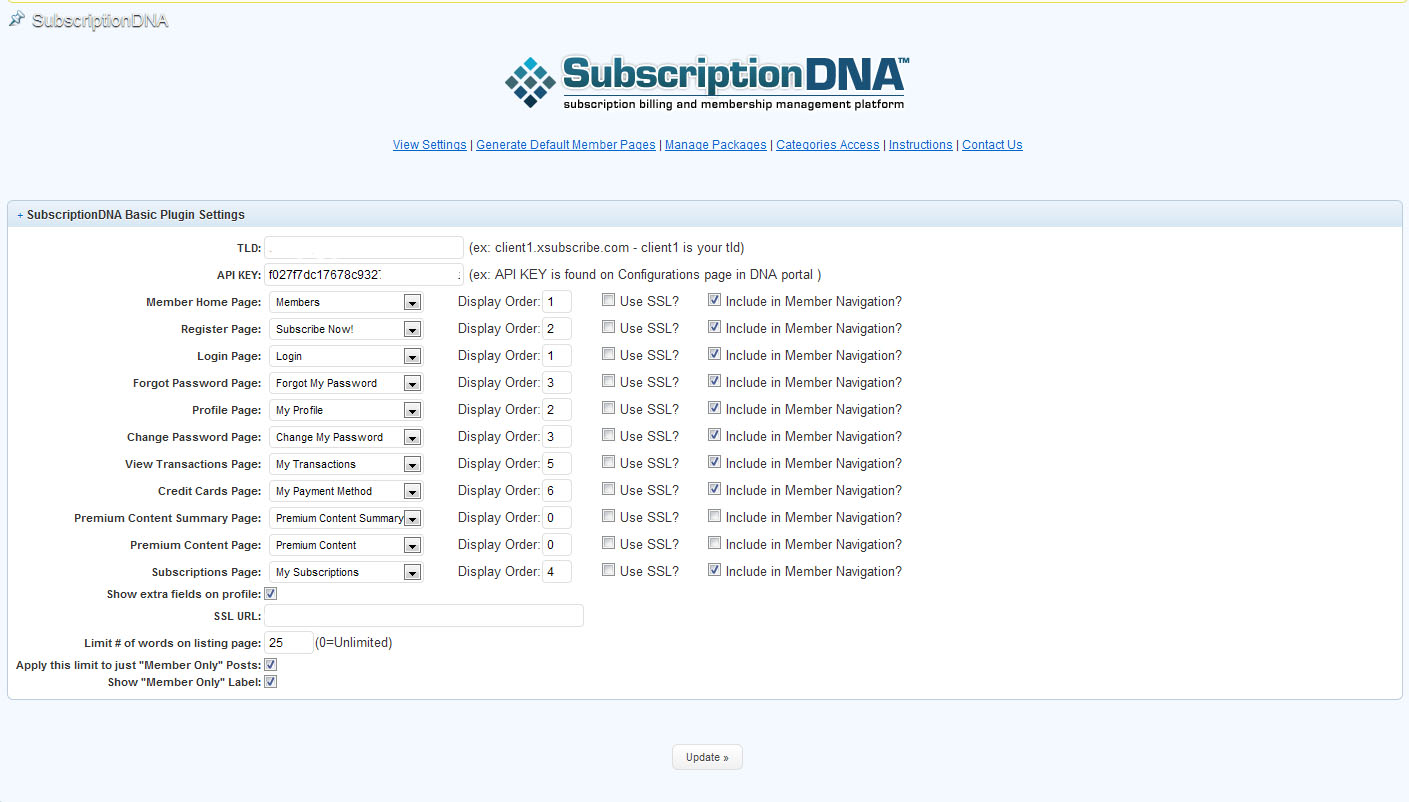 SubscriptionDNA
SubscriptionDNA™
subscription billing and membership management platform
View Settings | Generate Default Member Pages | Manage Packages | Categories Access | Instructions | Contact Us
+ SubscriptionDNA Basic Plugin Settings
TLD: (ex: client1.xsubscribe.com - client1 is your tld)
API KEY: f027f7dc17678c932 (ex: API KEY is found on Configurations page in DNA portal )
Member Home Page: Members Display Order: 1 Use SSL? Include in Member Navigation?
Register Page: Subscribe Now! Display Order: 2 Use SSL? Include in Member Navigation?
Login Page: Login Display Order: 1 Use SSL? Include in Member Navigation?
Forgot Password Page: Forgot My Password Display Order: 3 Use SSL? Include in Member Navigation?
Profile Page: My Profile Display Order: 2 Use SSL? Include in Member Navigation?
Change Password Page: Change My Password Display Order: 3 Use SSL? Include in Member Navigation?
View Transactions Page: My Transactions Display Order: 5 Use SSL? Include in Member Navigation?
Credit Cards Page: My Payment Method Display Order: 6 Use SSL? Include in Member Navigation?
Premium Content Summary Page: Premium Content Summary Display Order: 0 Use SSL? Include in Member Navigation?
Premium Content Page: Premium Content Display Order: 0 Use SSL? Include in Member Navigation?
Subscriptions Page: My Subscriptions Display Order: 4 Use SSL? Include in Member Navigation?
Show extra fields on profile:
SSL URL:
Limit # of words on listing page: 25 (0=Unlimited)
Apply this limit to just "Member Only" Posts:
Show "Member Only" Label:
Update »